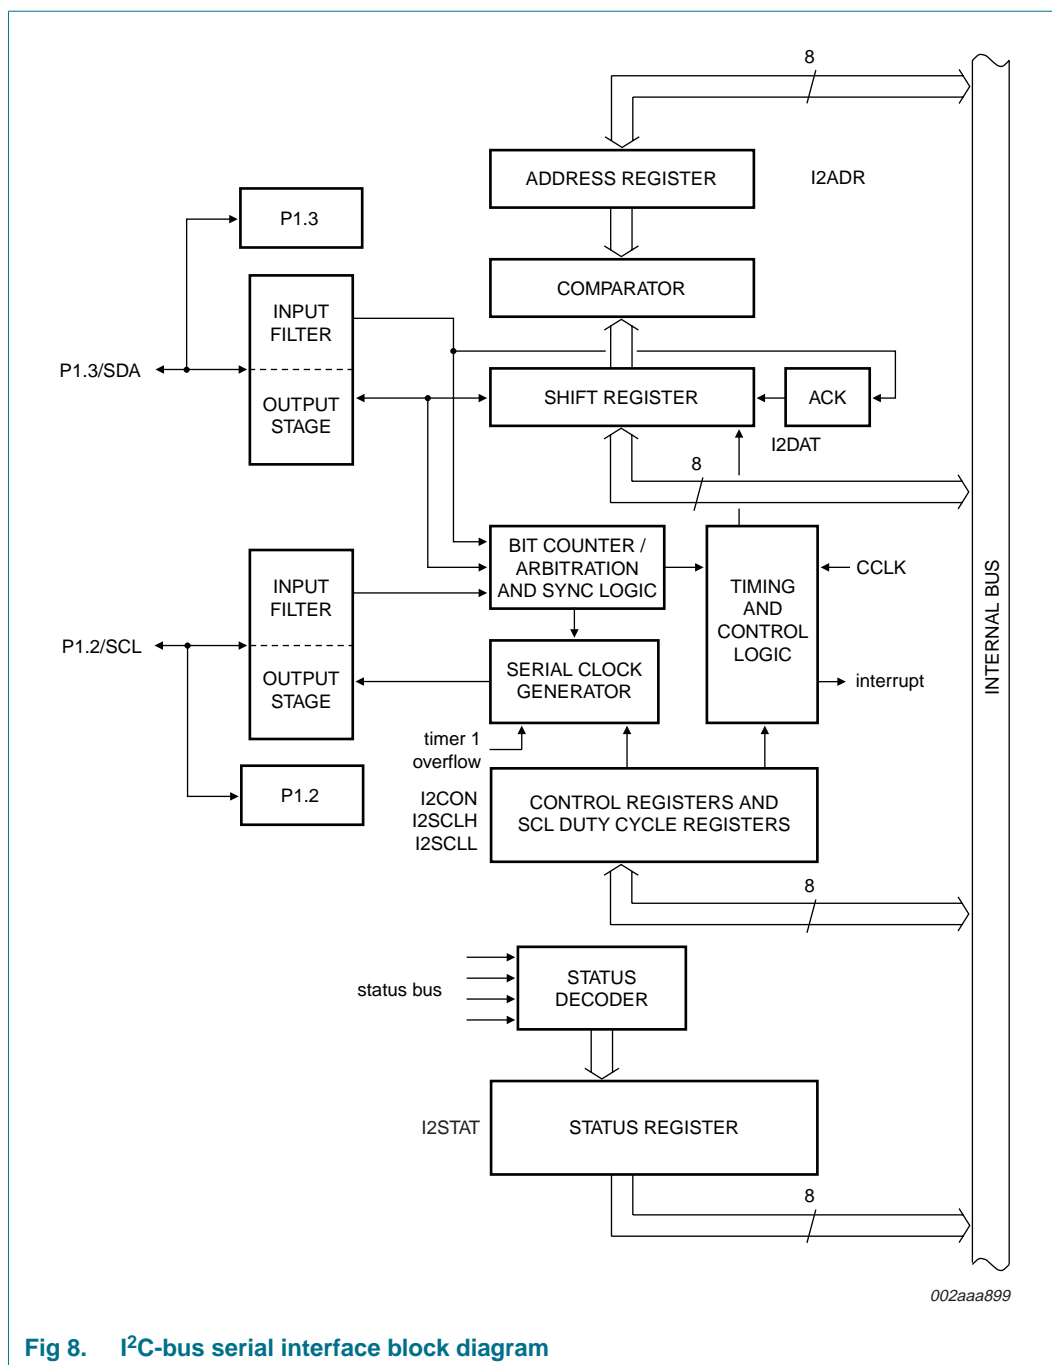 8
ADDRESS REGISTER
I2ADR
P1.3
COMPARATOR
INPUT
FILTER
P1.3/SDA
OUTPUT
STAGE
SHIFT REGISTER
ACK
I2DAT
8
BIT COUNTER /
ARBITRATION
AND SYNC LOGIC
INPUT
FILTER
TIMING
AND
CONTROL
LOGIC
CCLK
INTERNAL BUS
P1.2/SCL
OUTPUT
STAGE
SERIAL CLOCK
GENERATOR
interrupt
timer 1
overflow
P1.2
I2CON
I2SCLH
I2SCLL
CONTROL REGISTERS AND
SCL DUTY CYCLE REGISTERS
8
status bus
STATUS
DECODER
I2STAT
STATUS REGISTER
8
002aaa899
Fig 8. I²C-bus serial interface block diagram